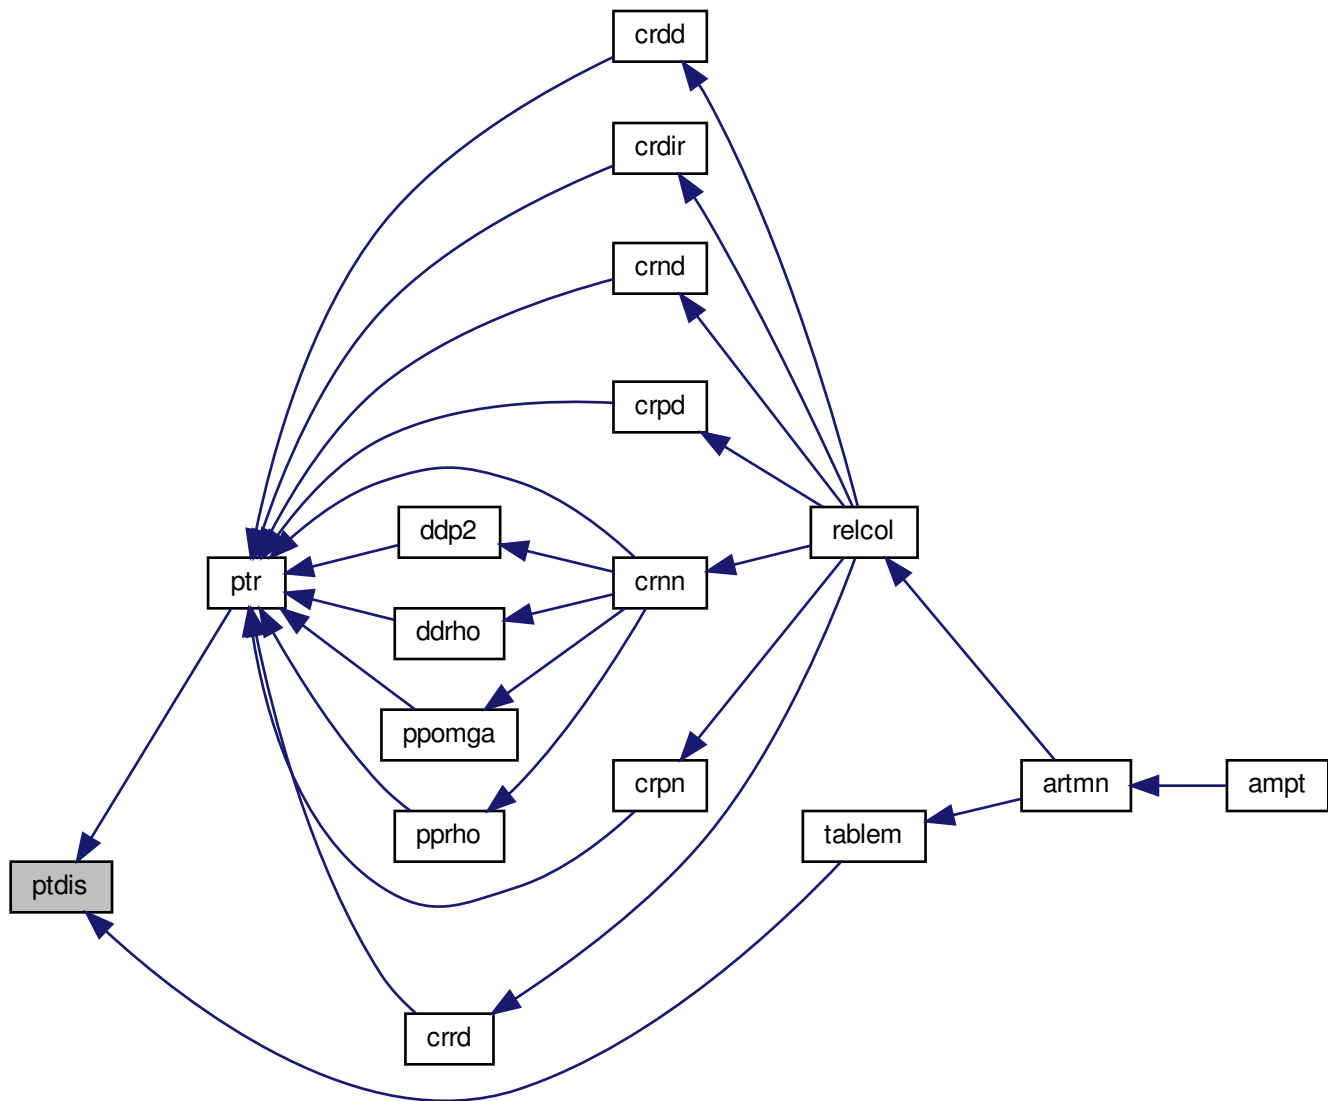 crdd
crdir
crnd
crpd
ddp2
relcol
ptr
crnn
ddrho
ppomga
crpn
artmn
ampt
pprho
tablem
ptdis
crrd